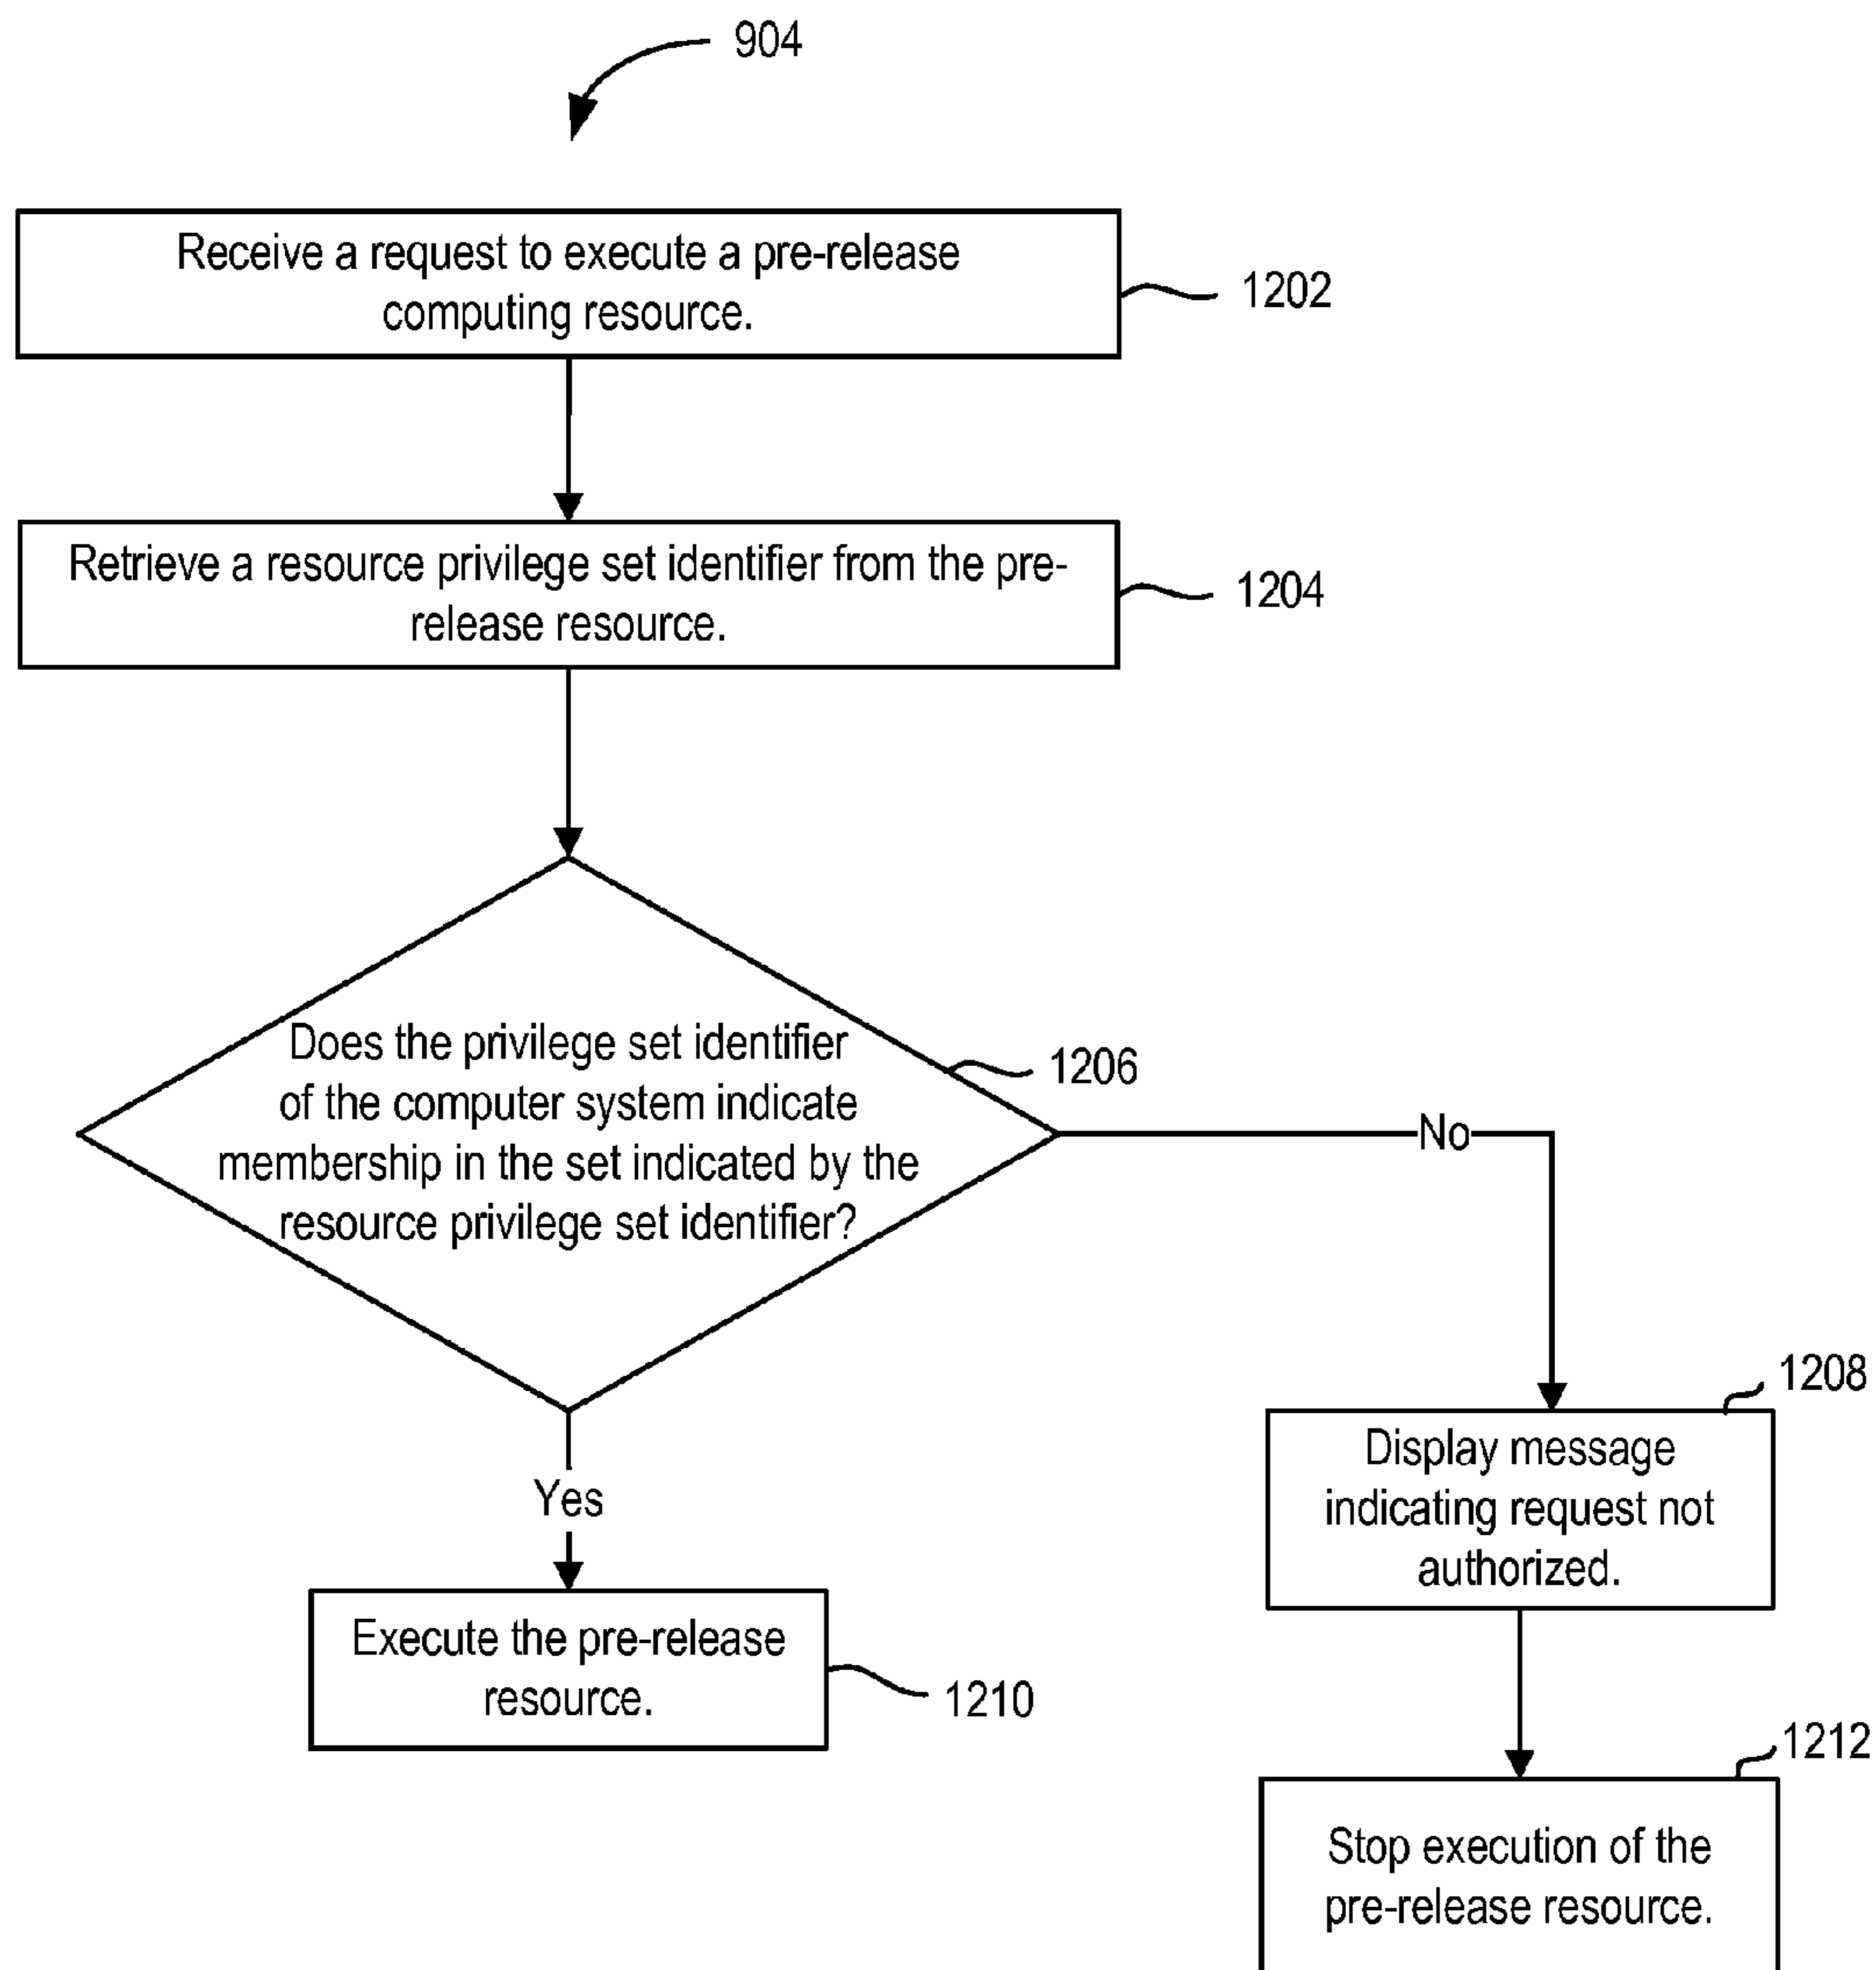 904
Receive a request to execute a pre-release
computing resource.
1202
Retrieve a resource privilege set identifier from the pre-
release resource.
1204
Does the privilege set identifier
of the computer system indicate
membership in the set indicated by the
resource privilege set identifier?
1206
No
1208
Display message
indicating request not
authorized.
Yes
Execute the pre-release
resource.
1210
1212
Stop execution of the
pre-release resource.